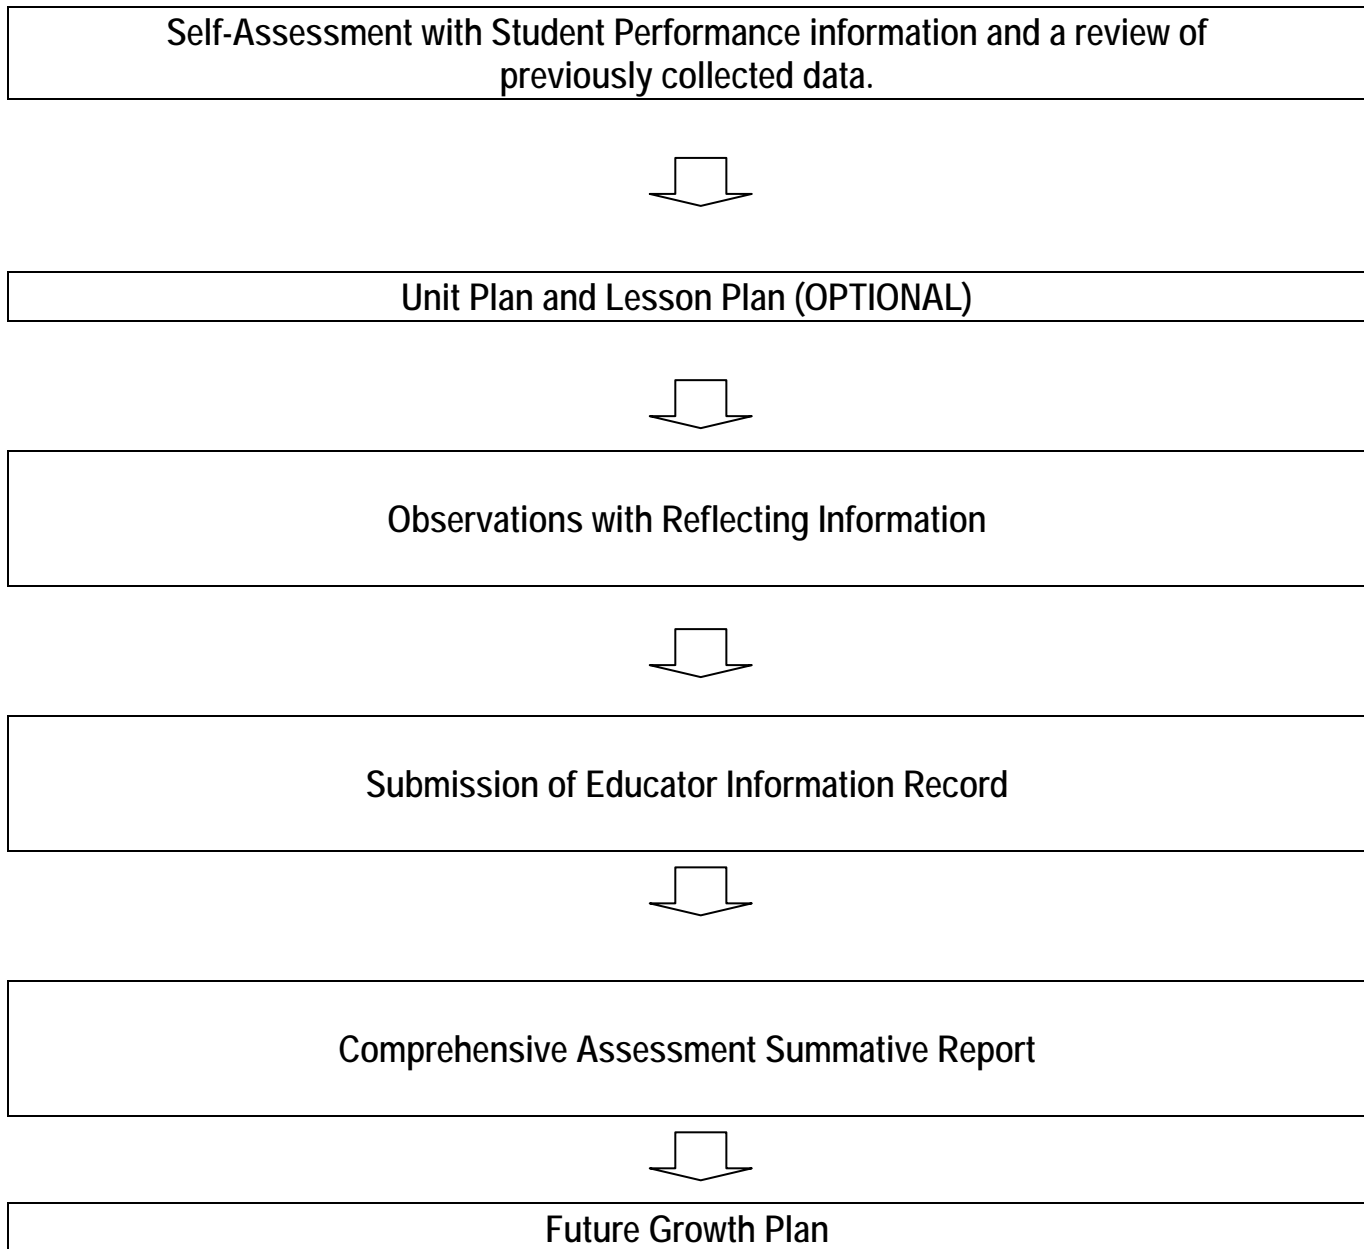 Self-Assessment with Student Performance information and a review of
previously collected data.
Unit Plan and Lesson Plan (OPTIONAL)
Observations with Reflecting Information
Submission of Educator Information Record
Comprehensive Assessment Summative Report
Future Growth Plan